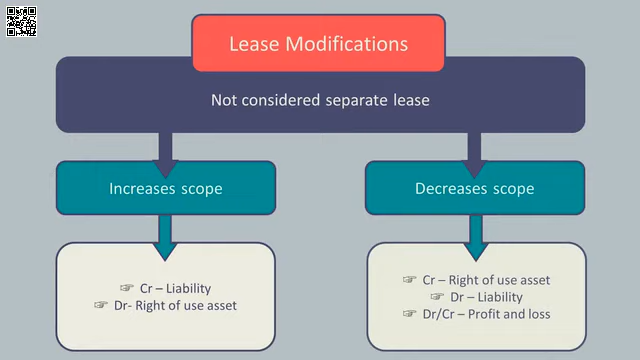 Lease Modifications
Not considered separate lease
Increases scope
Decreases scope
☞ Cr – Liability
☞ Dr- Right of use asset
☞ Cr – Right of use asset
☞ Dr – Liability
☞ Dr/Cr – Profit and loss